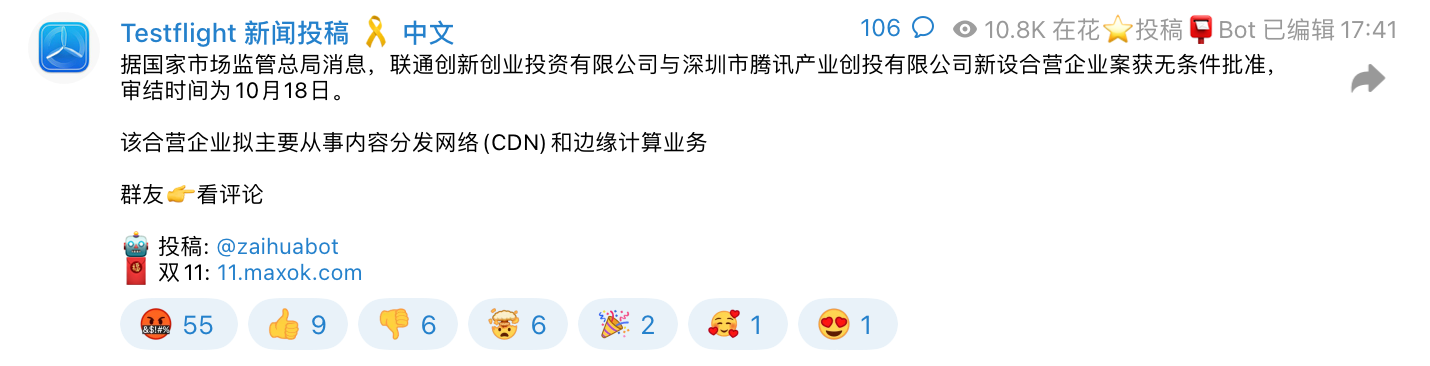 Testflight 新闻投稿 🎗 中文
106 10.8K 在花⭐投稿📮Bot 已编辑 17:41
据国家市场监管总局消息，联通创新创业投资有限公司与深圳市腾讯产业创投有限公司新设合营企业案获无条件批准，
审结时间为10月18日。
该合营企业拟主要从事内容分发网络(CDN)和边缘计算业务
群友👉看评论
🤖 投稿: @zaihuabot
🧧 双11: 11.maxok.com
🤬 55 👍 9 👎 6 🤯 6 🎉 2 🥰 1 😍 1